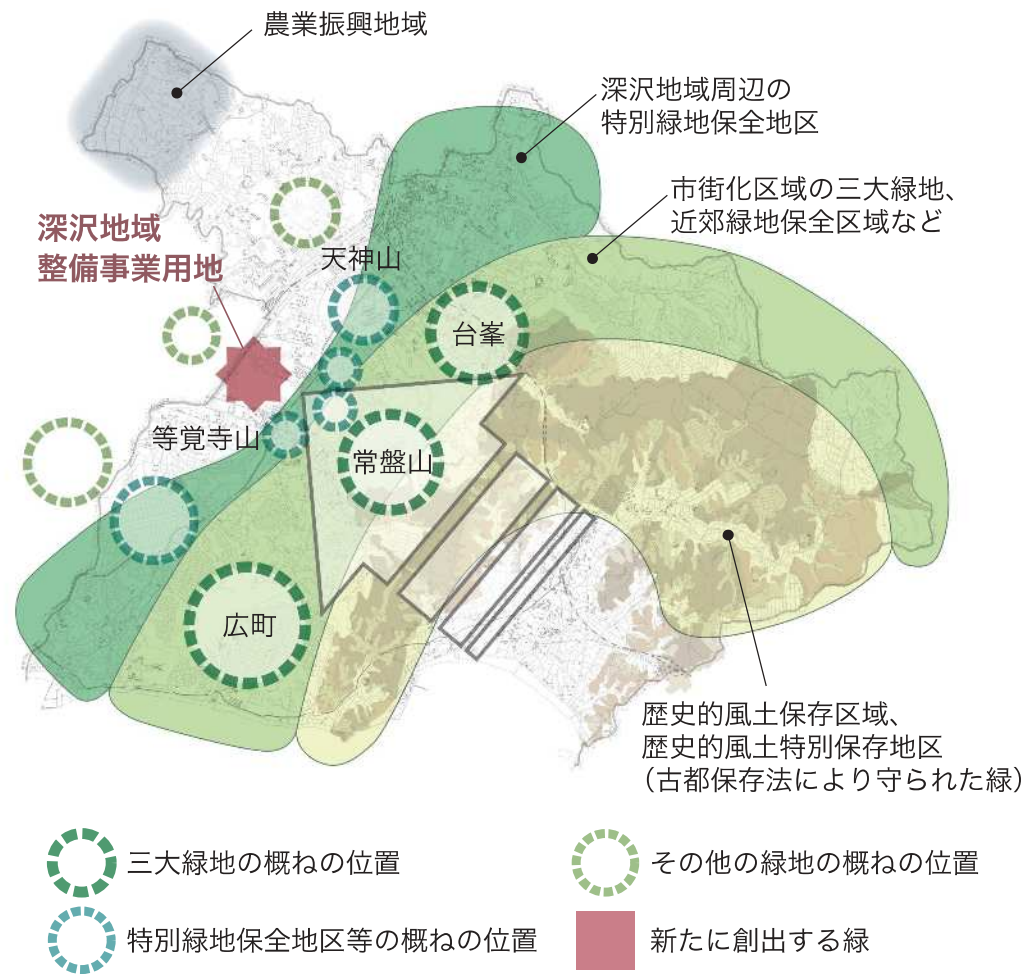 農業振興地域
深沢地域周辺の
特別緑地保全地区
市街化区域の三大緑地、
近郊緑地保全区域など
深沢地域
整備事業用地
天神山
台峯
等覚寺山
常盤山
広町
歴史的風土保存区域、
歴史的風土特別保存地区
（古都保存法により守られた緑）
三大緑地の概ねの位置
その他の緑地の概ねの位置
特別緑地保全地区等の概ねの位置
新たに創出する緑